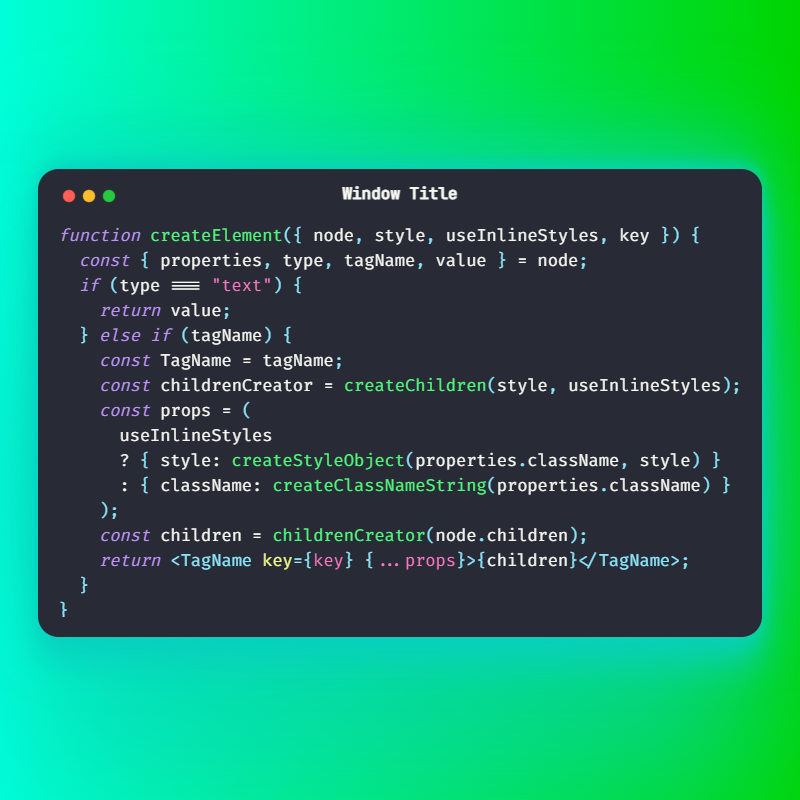 Window Title
function createElement({ node, style, useInlineStyles, key }) {
  const { properties, type, tagName, value } = node;
  if (type === "text") {
    return value;
  } else if (tagName) {
    const TagName = tagName;
    const childrenCreator = createChildren(style, useInlineStyles);
    const props = (
      useInlineStyles
      ? { style: createStyleObject(properties.className, style) }
      : { className: createClassNameString(properties.className) }
    );
    const children = childrenCreator(node.children);
    return <TagName key={key} {...props}>{children}</TagName>;
  }
}